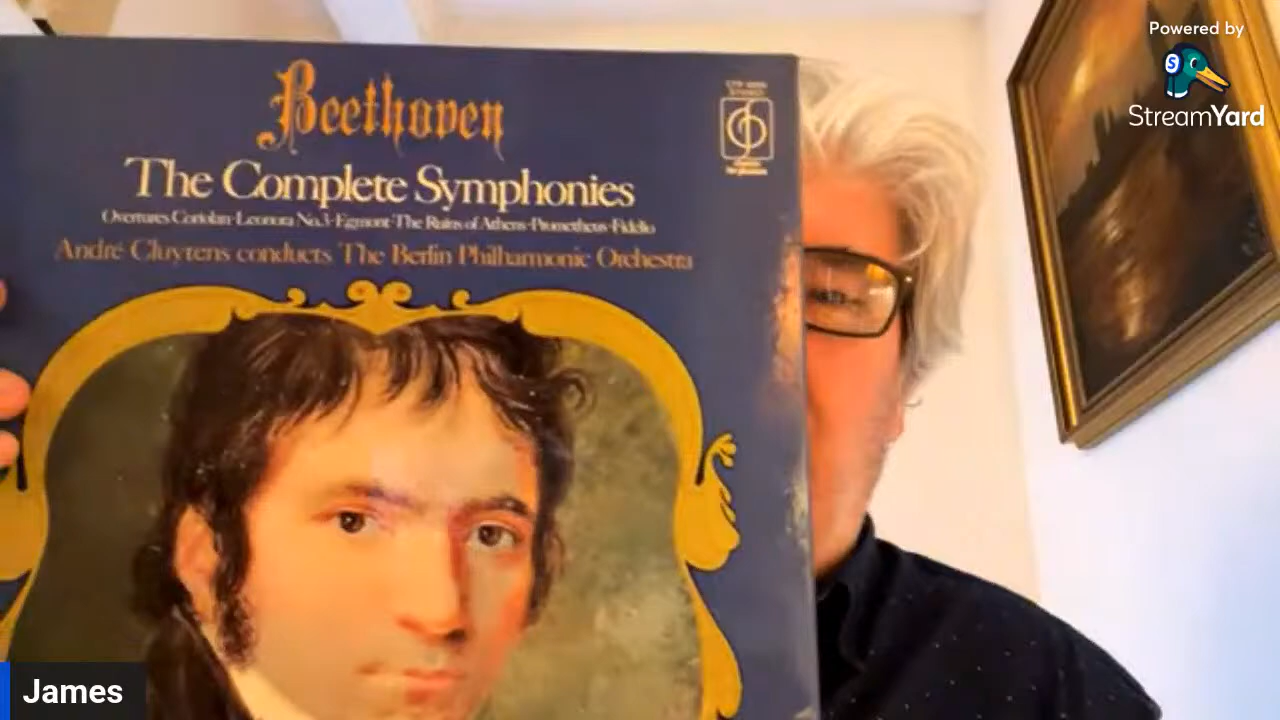 Beethoven
The Complete Symphonies
Overtures Coriolan·Leonora No.3·Egmont·The Ruins of Athens·Prometheus·Fidelio
André Cluytens conducts The Berlin Philharmonic Orchestra
STEREO
Powered by
S
StreamYard
James